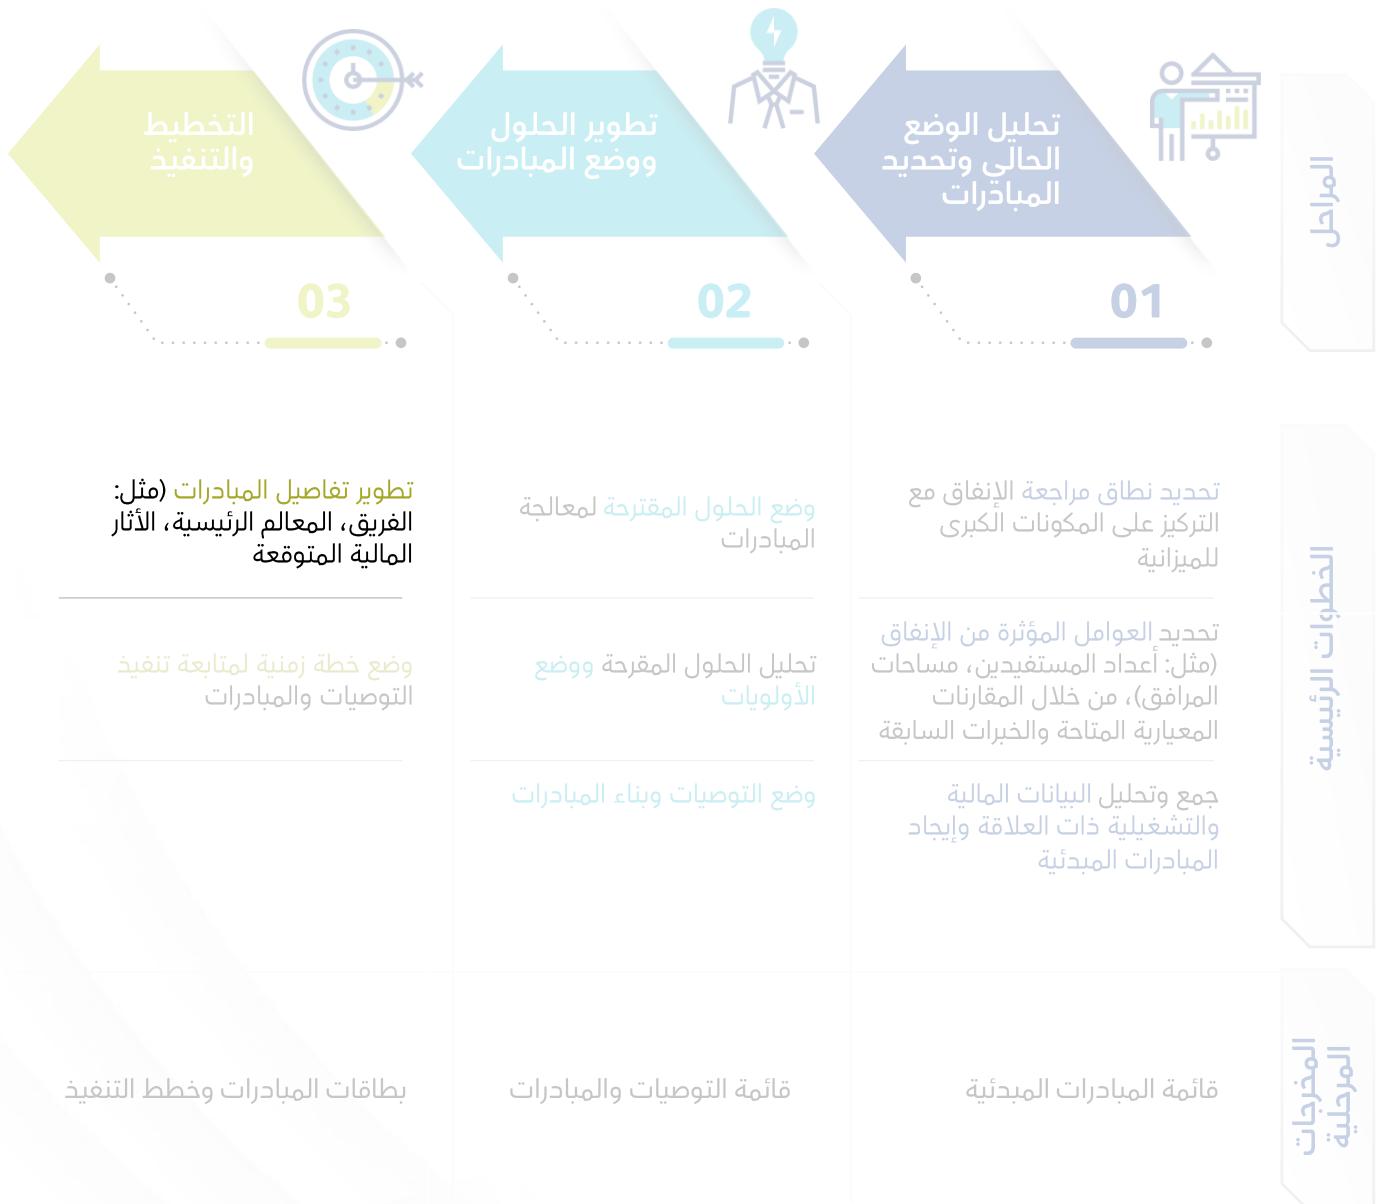 المراحل
تحليل الوضع
الحالي وتحديد
المبادرات
01
تطوير الحلول
ووضع المبادرات
02
التخطيط
والتنفيذ
03
الخطوات الرئيسية
تحديد نطاق مراجعة الإنفاق مع
التركيز على المكونات الكبرى
للميزانية
تحديد العوامل المؤثرة من الإنفاق
(مثل: أعداد المستفيدين، مساحات
المرافق)، من خلال المقارنات
المعيارية المتاحة والخبرات السابقة
جمع وتحليل البيانات المالية
والتشغيلية ذات العلاقة وإيجاد
المبادرات المبدئية
وضع الحلول المقترحة لمعالجة
المبادرات
تحليل الحلول المقرحة ووضع
الأولويات
وضع التوصيات وبناء المبادرات
تطوير تفاصيل المبادرات (مثل:
الفريق، المعالم الرئيسية، الأثار
المالية المتوقعة
وضع خطة زمنية لمتابعة تنفيذ
التوصيات والمبادرات
المخرجات
المرحلية
قائمة المبادرات المبدئية
قائمة التوصيات والمبادرات
بطاقات المبادرات وخطط التنفيذ